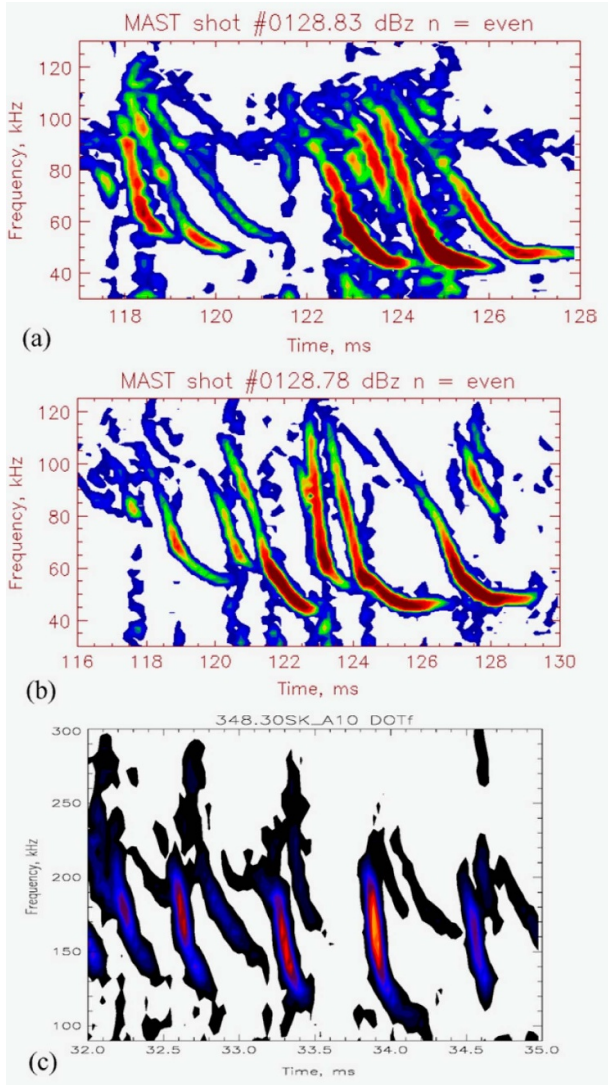 MAST shot #0128.83 dBz n = even
Frequency, kHz
120
100
80
60
40
118 120 122 124 126 128
Time, ms
(a)
MAST shot #0128.78 dBz n = even
Frequency, kHz
120
100
80
60
40
116 118 120 122 124 126 128 130
Time, ms
(b)
348.30SK_A10 DOTf
Frequency, kHz
300
250
200
150
100
32.0 32.5 33.0 33.5 34.0 34.5 35.0
Time, ms
(c)